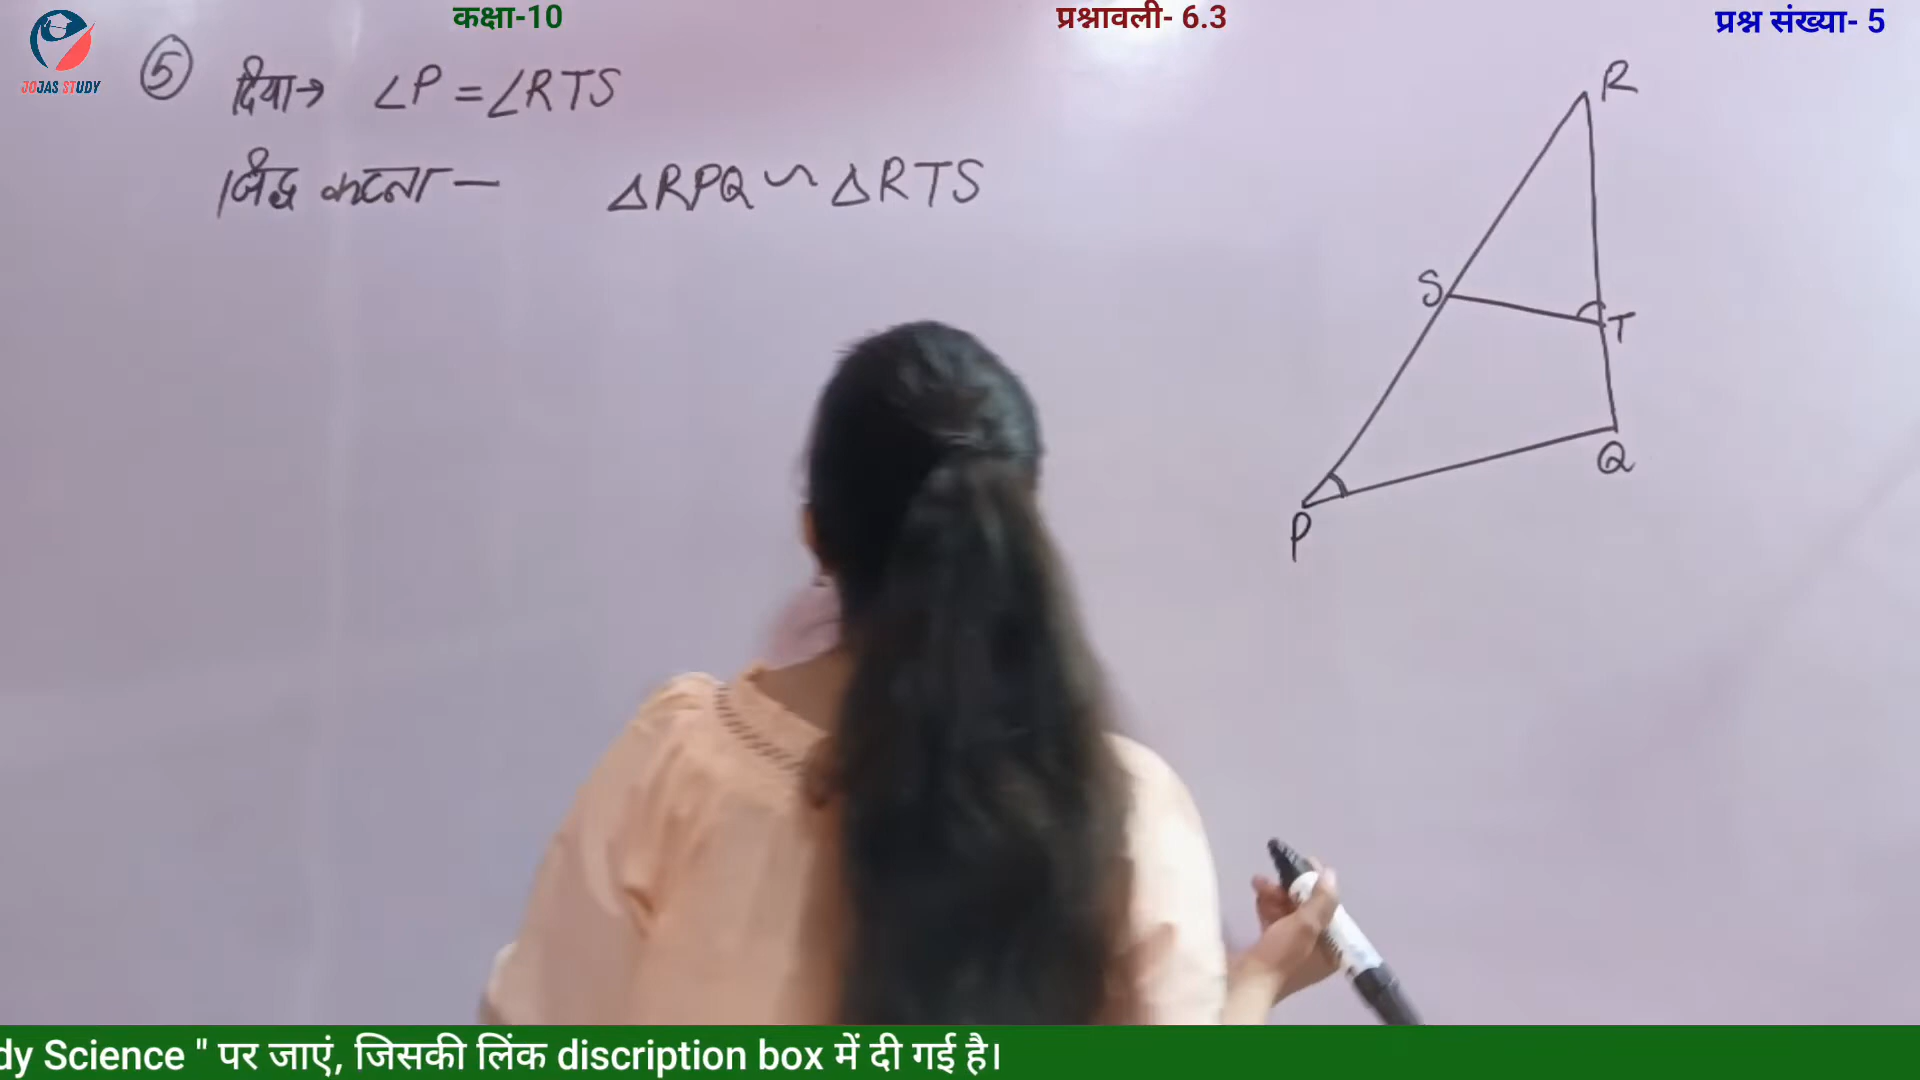 कक्षा-10
प्रश्नावली- 6.3
प्रश्न संख्या- 5
JOJAS STUDY
5 दिया→ ∠P = ∠RTS
सिद्ध करना— △RPQ ∽ △RTS
R
S
T
Q
P
dy Science " पर जाएं, जिसकी लिंक discription box में दी गई है।